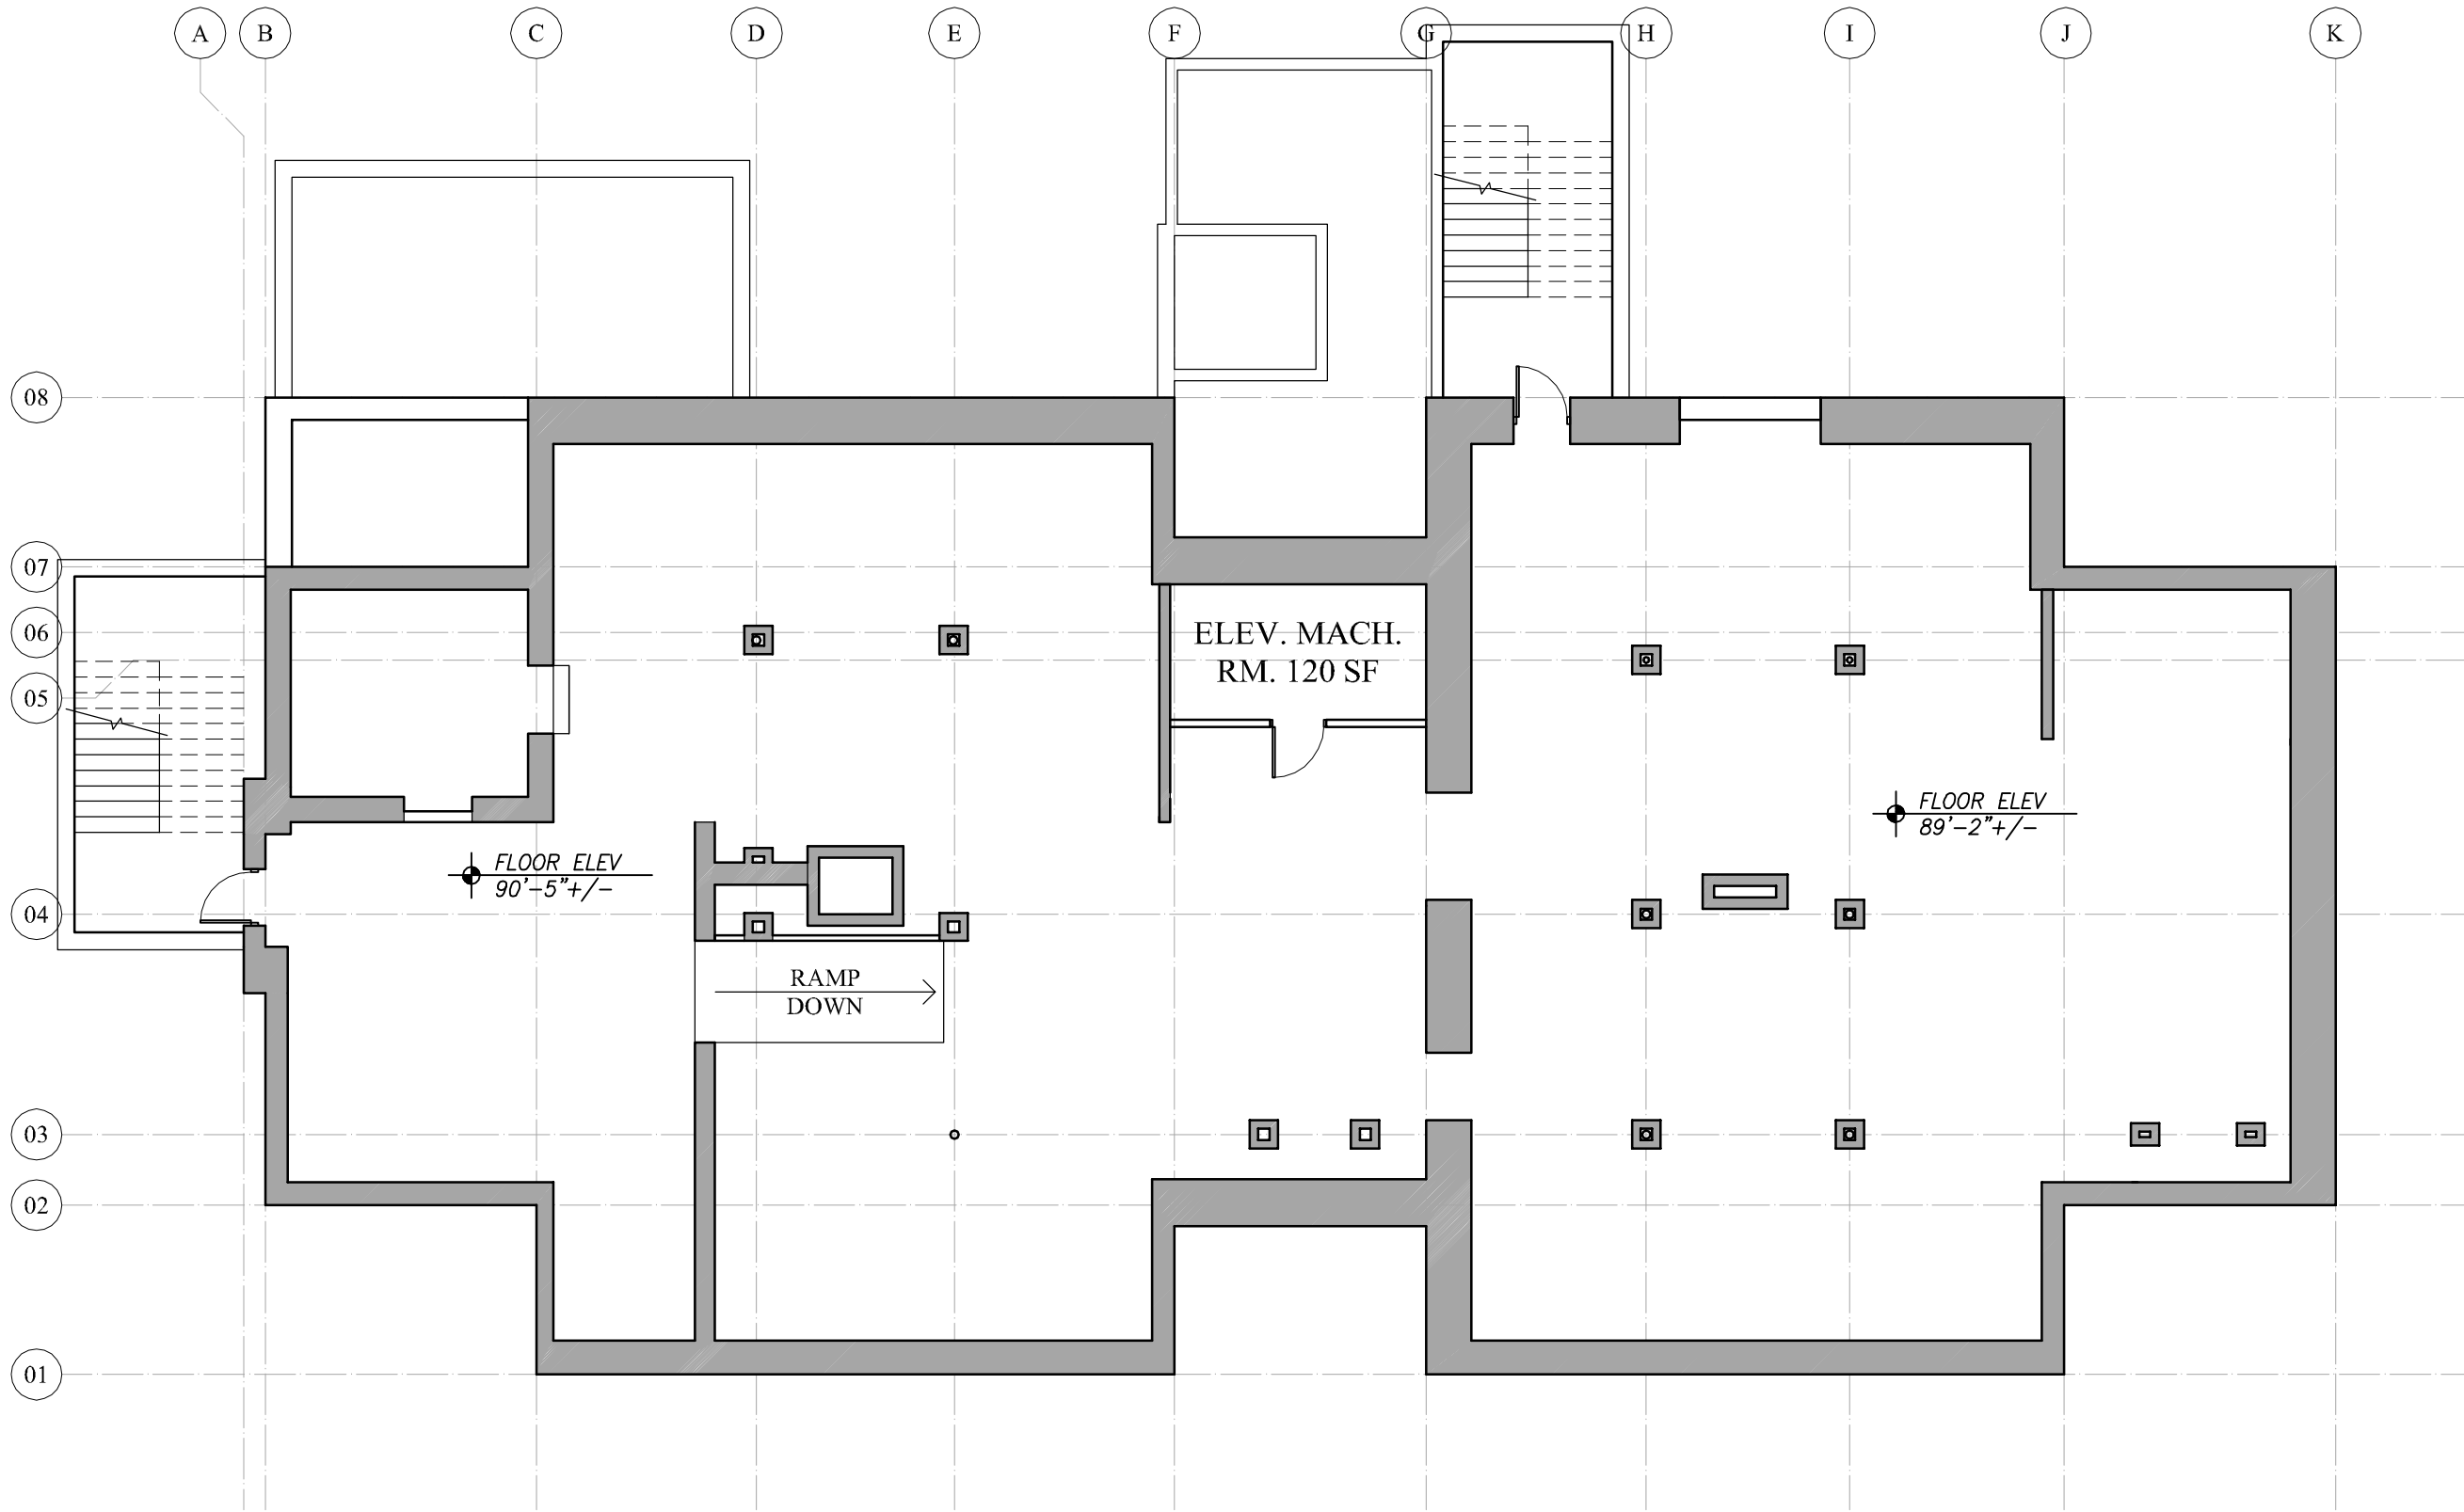 A B C D E F G H I J K
08
07
06
05
04
03
02
01
ELEV. MACH.
RM. 120 SF
FLOOR ELEV
89'-2"+/-
FLOOR ELEV
90'-5"+/-
RAMP
DOWN